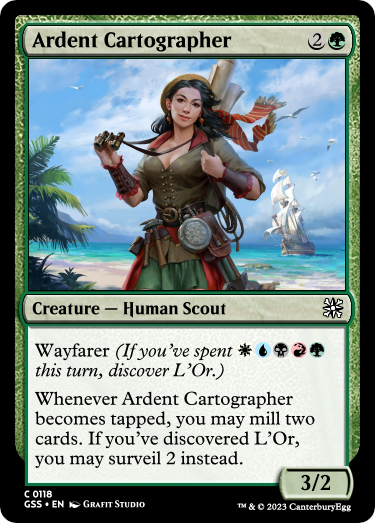 Ardent Cartographer 2
Creature — Human Scout
Wayfarer (If you've spent
this turn, discover L'Or.)
Whenever Ardent Cartographer
becomes tapped, you may mill two
cards. If you've discovered L'Or,
you may surveil 2 instead.
3/2
C 0118
GSS • EN Grafit Studio
™ & © 2023 CanterburyEgg